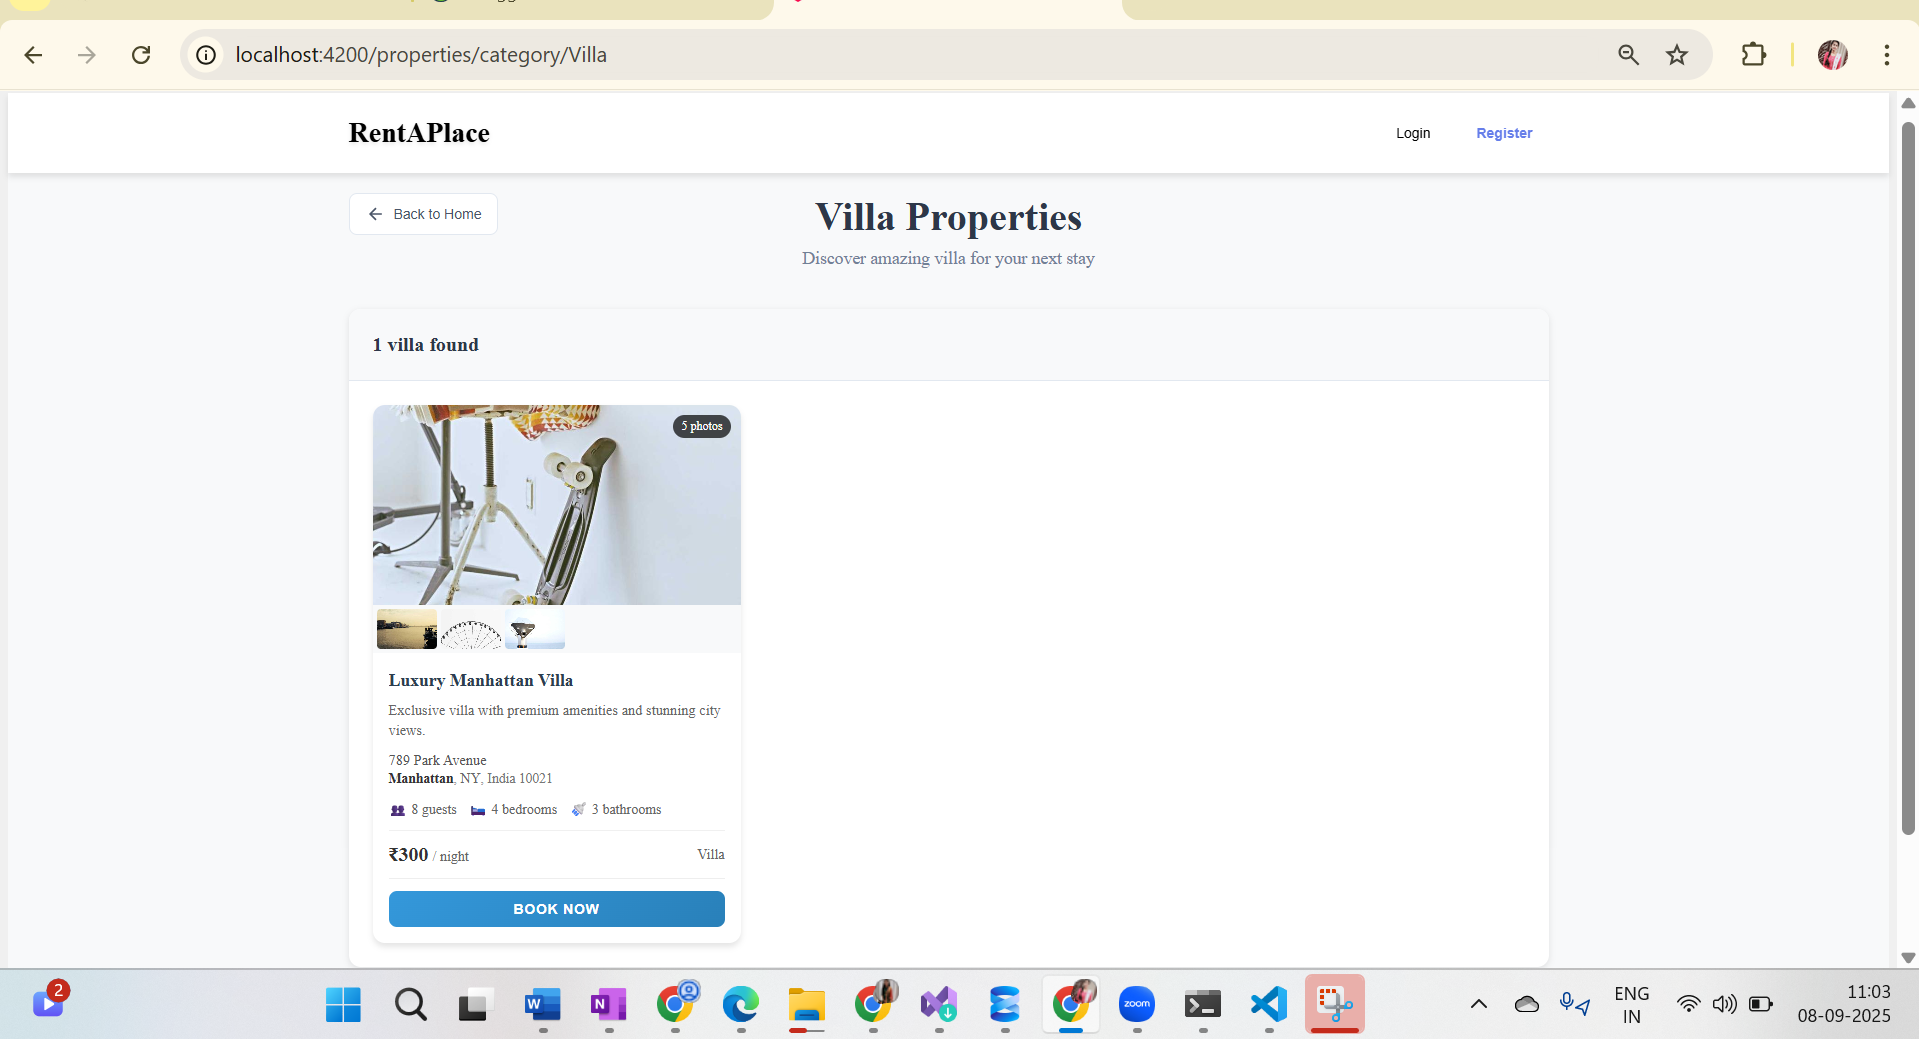 localhost:4200/properties/category/Villa
RentAPlace
Login
Register
Back to Home
Villa Properties
Discover amazing villa for your next stay
1 villa found
5 photos
Luxury Manhattan Villa
Exclusive villa with premium amenities and stunning city
views.
789 Park Avenue
Manhattan, NY, India 10021
8 guests
4 bedrooms
3 bathrooms
₹300 / night
Villa
BOOK NOW
2
W
N
zoom
ENG
IN
11:03
08-09-2025